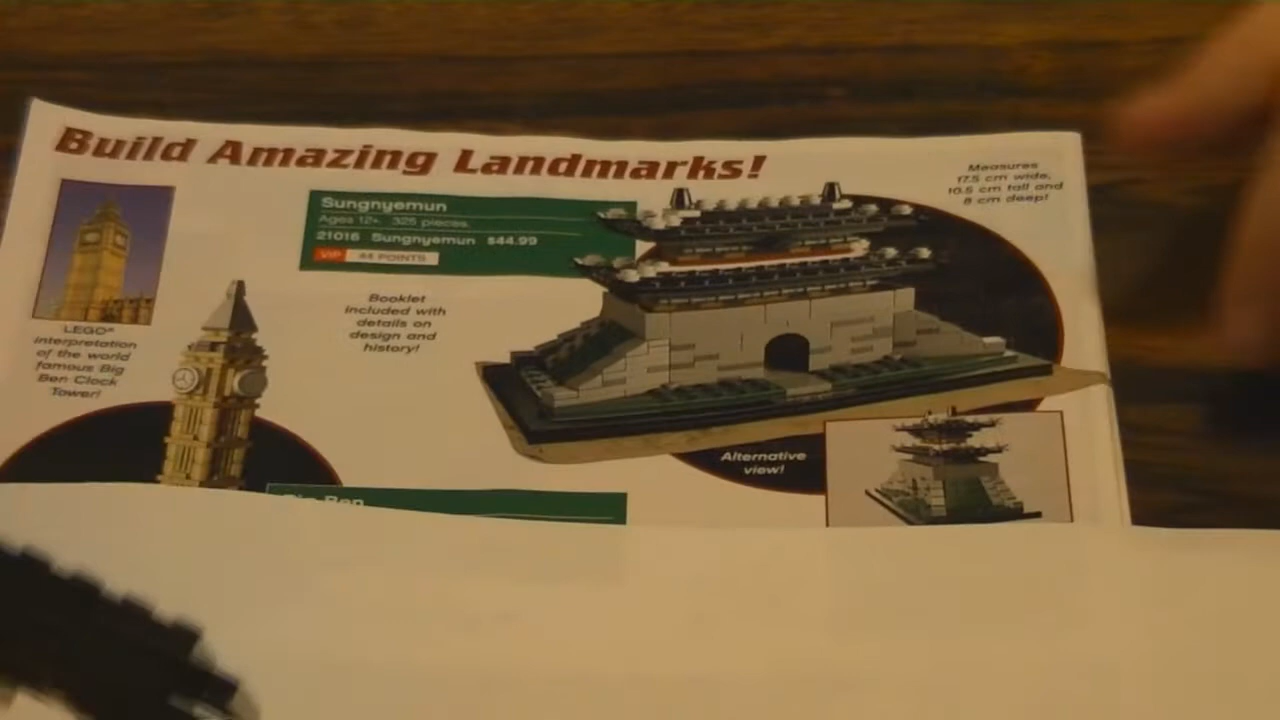 Build Amazing Landmarks!
Measures
17.5 cm wide,
10.5 cm tall and
8 cm deep!
Sungnyemun
Ages 12+. 325 pieces.
21016 Sungnyemun $44.99
VIP 44 POINTS
Booklet
included with
details on
design and
history!
LEGO®
interpretation
of the world
famous Big
Ben Clock
Tower!
Alternative
view!
Big Ben